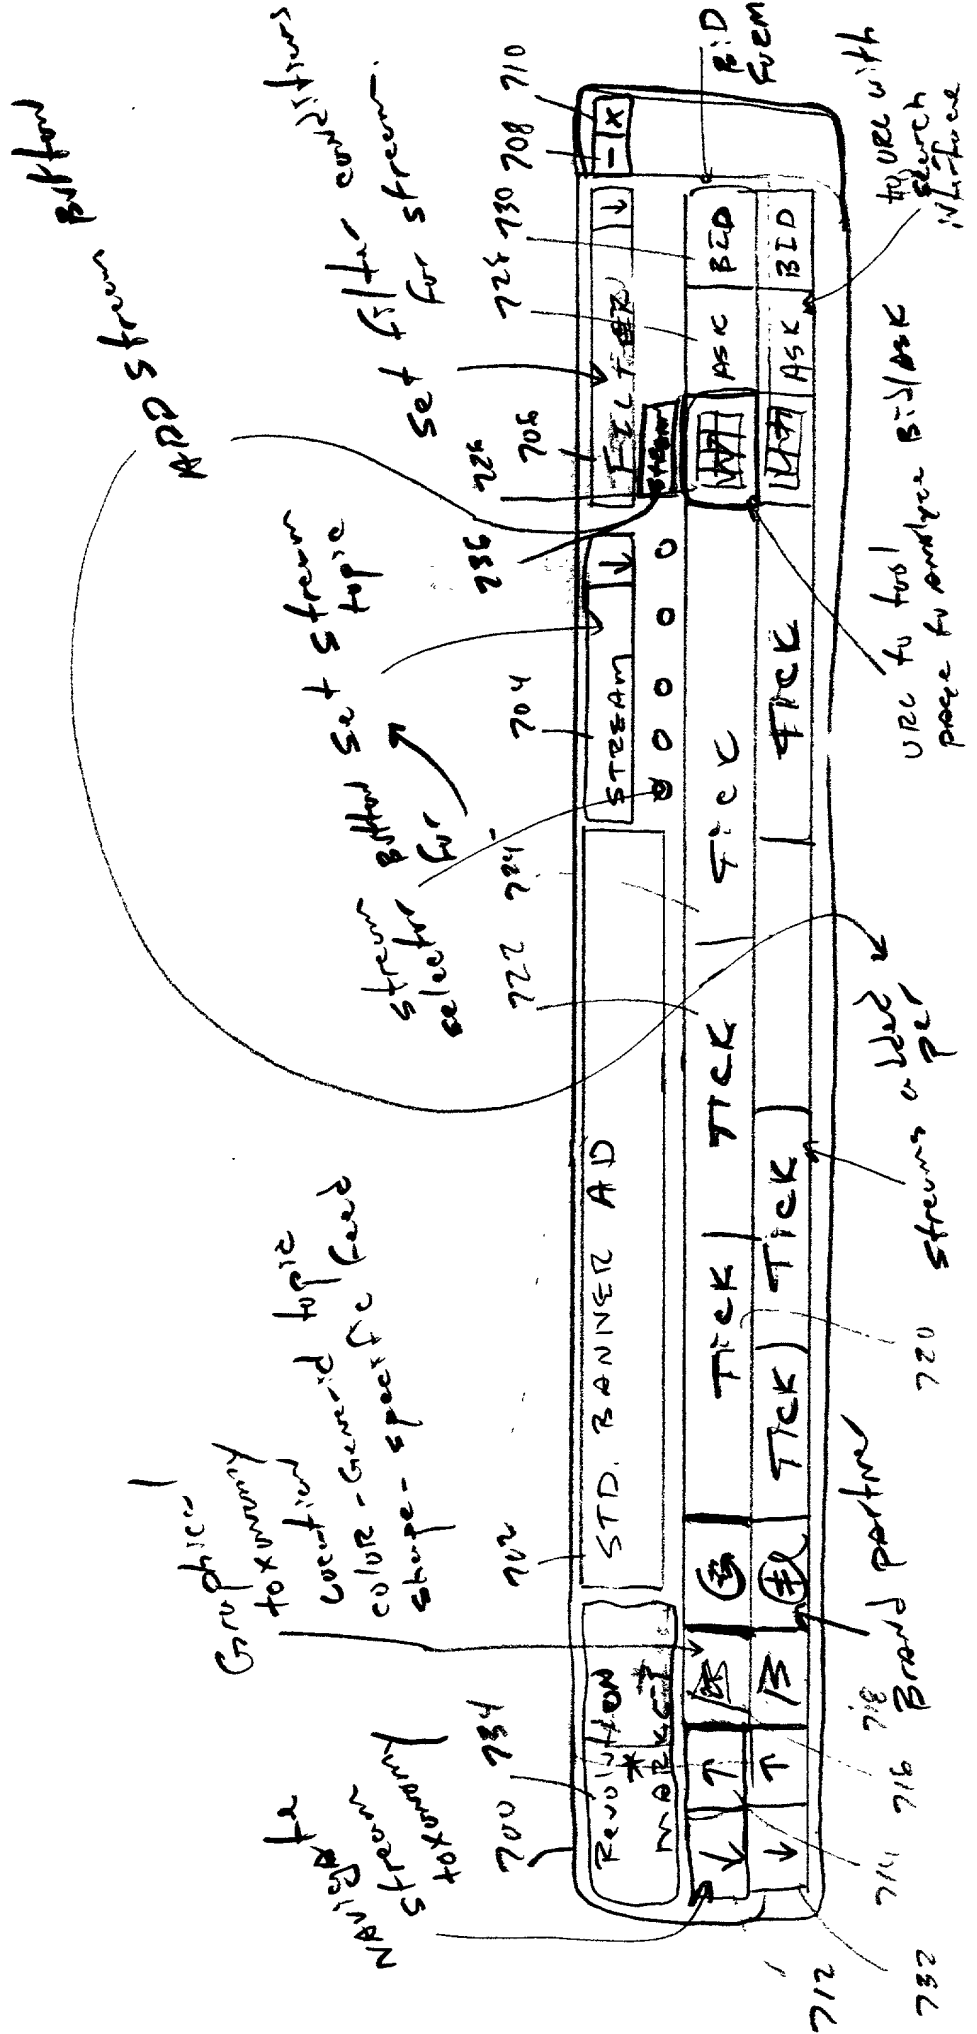 ADD Stream Button
Graphical
taxonomy
location
color - Generic topic
shape - specific feed
Navigate
stream
taxonomy
stream Button
selector for
Set stream
topic
Set filter conditions
for stream.
700
734
702
722
724
704
736
226
706
728
730
708
710
BID
Form
Revolution
* MARKET
STD. BANNER AD
STREAM ↓
FILTER ↓
- X
O O O O O
STREAM
↓ ↑ TICK TICK TICK ASK BID
↓ ↑ TICK TICK TICK ASK BID
712
732
714
716
718
Brand partner
720
streams added
per
URL to tool
page to analyze Bid/ASK
to URL with
search
interface